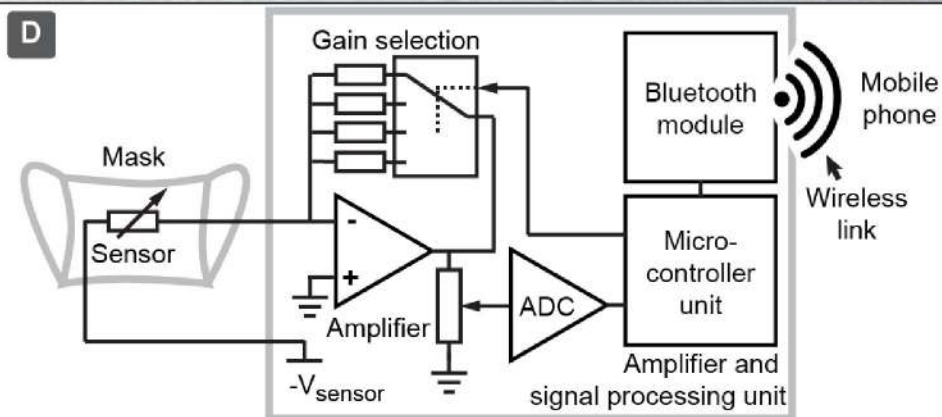 D
Gain selection
Mask
Sensor
-
+
Amplifier
-Vsensor
ADC
Bluetooth
module
Micro-
controller
unit
Amplifier and
signal processing unit
Mobile
phone
Wireless
link